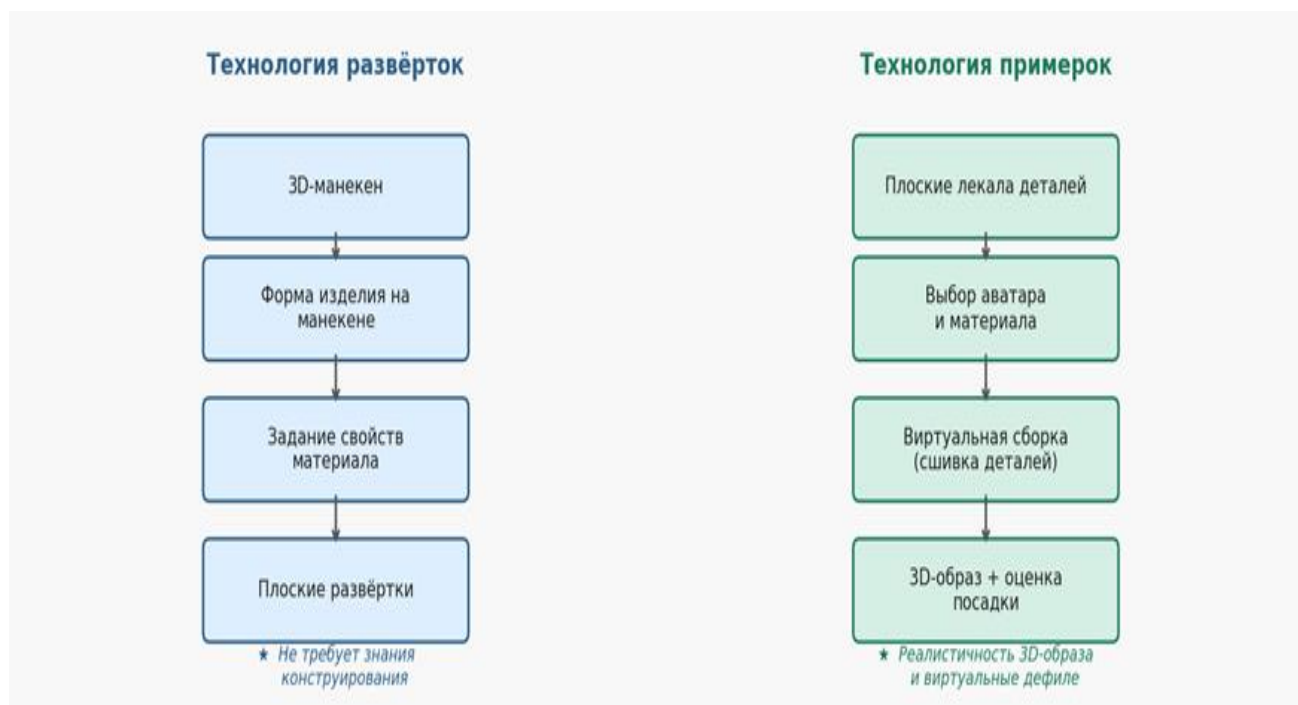 Технология развёрток
3D-манекен
Форма изделия на
манекене
Задание свойств
материала
Плоские развёртки
★ Не требует знания
конструирования
Технология примерок
Плоские лекала деталей
Выбор аватара
и материала
Виртуальная сборка
(сшивка деталей)
3D-образ + оценка
посадки
★ Реалистичность 3D-образа
и виртуальные дефиле